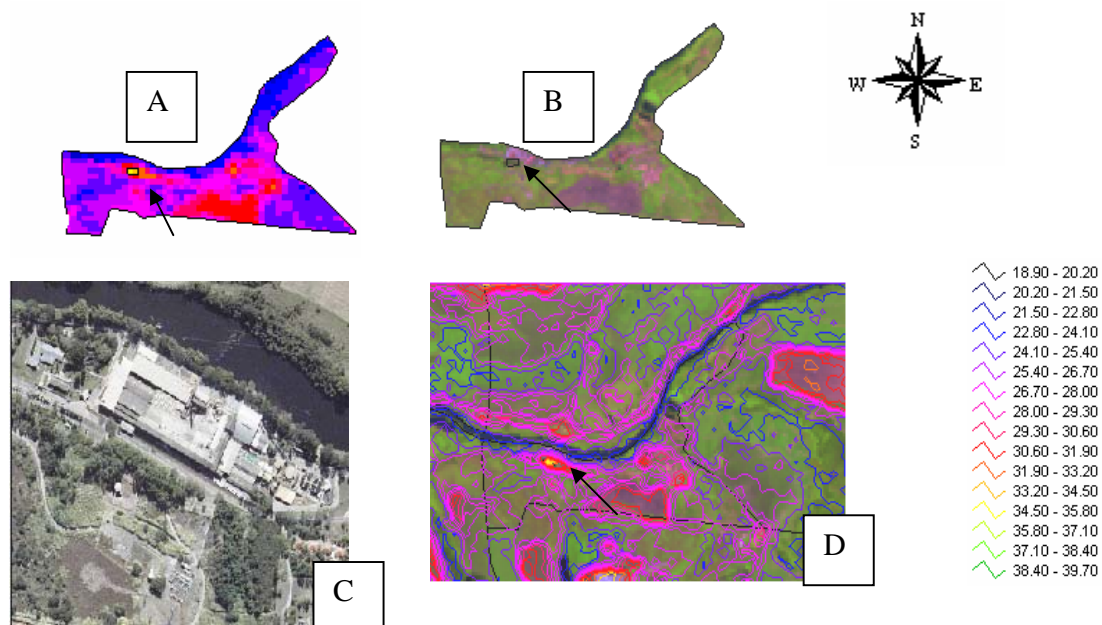 A
B
N
W
E
S
C
D
18.90 - 20.20
20.20 - 21.50
21.50 - 22.80
22.80 - 24.10
24.10 - 25.40
25.40 - 26.70
26.70 - 28.00
28.00 - 29.30
29.30 - 30.60
30.60 - 31.90
31.90 - 33.20
33.20 - 34.50
34.50 - 35.80
35.80 - 37.10
37.10 - 38.40
38.40 - 39.70